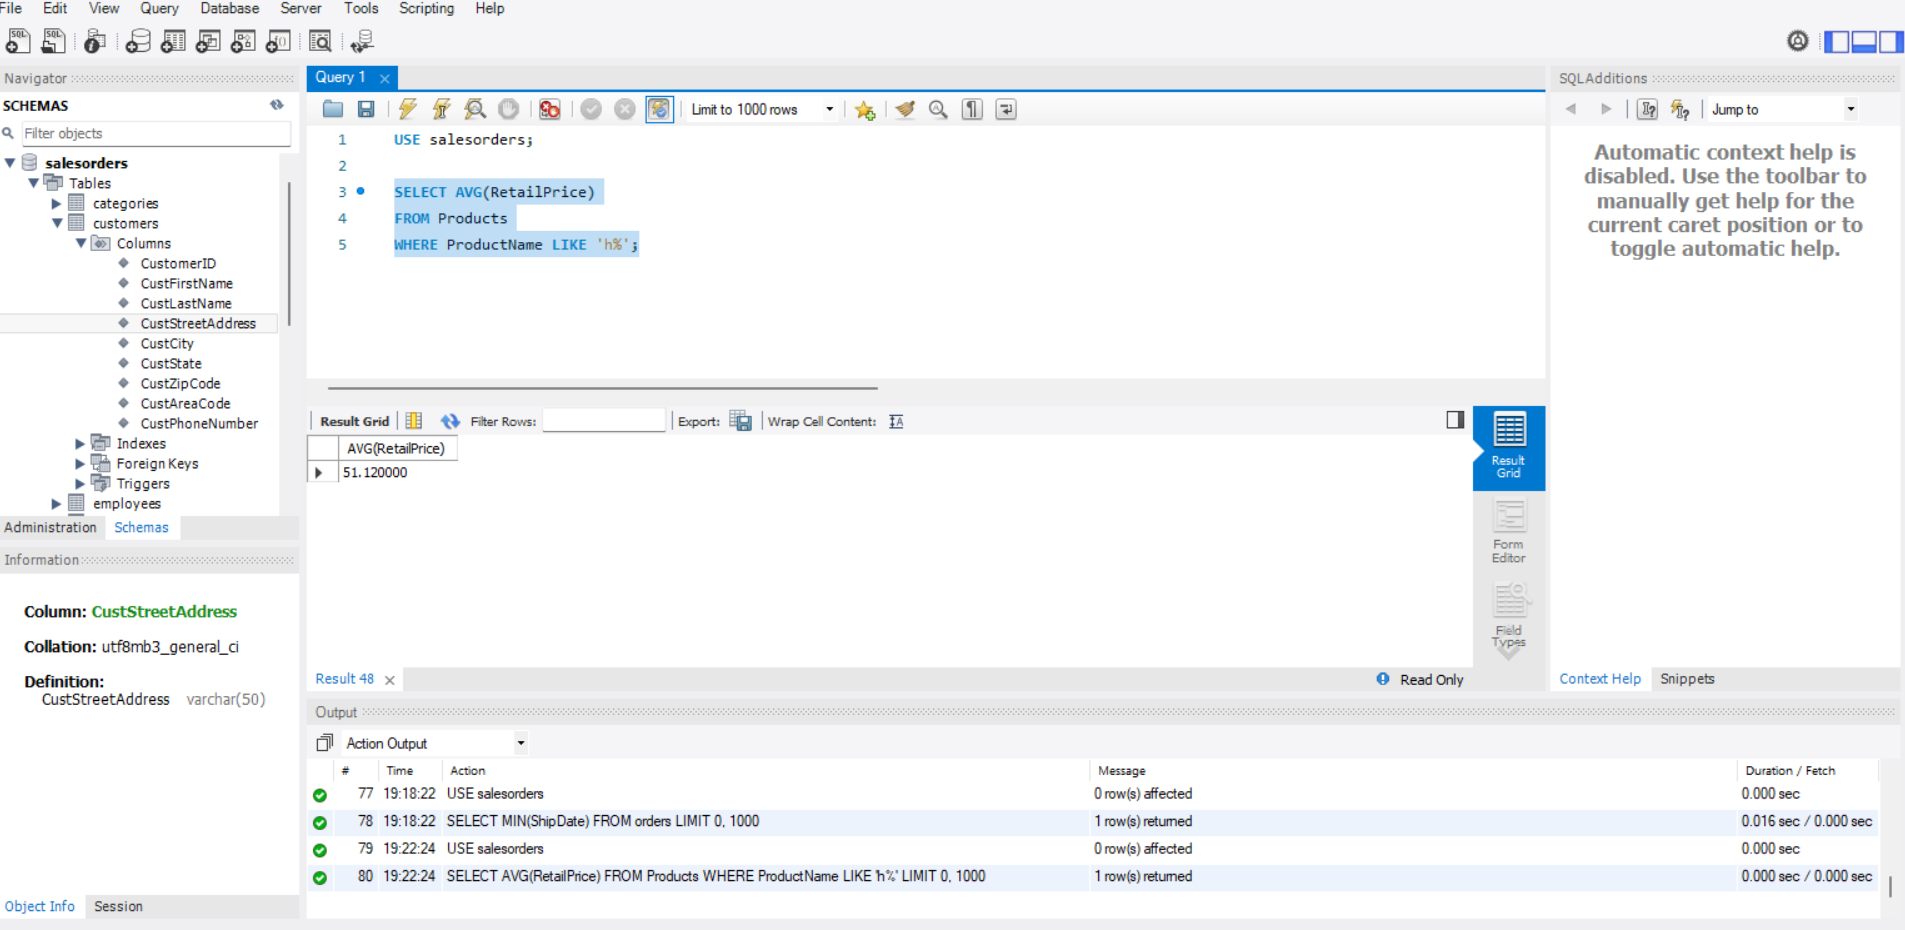 File Edit View Query Database Server Tools Scripting Help
Navigator
SCHEMAS
Filter objects
salesorders
Tables
categories
customers
Columns
CustomerID
CustFirstName
CustLastName
CustStreetAddress
CustCity
CustState
CustZipCode
CustAreaCode
CustPhoneNumber
Indexes
Foreign Keys
Triggers
employees
Administration Schemas
Information
Column: CustStreetAddress
Collation: utf8mb3_general_ci
Definition:
CustStreetAddress varchar(50)
Object Info Session
Query 1
Limit to 1000 rows
1 USE salesorders;
2
3 SELECT AVG(RetailPrice)
4 FROM Products
5 WHERE ProductName LIKE 'h%';
Result Grid Filter Rows: Export: Wrap Cell Content:
AVG(RetailPrice)
51.120000
Result
Grid
Form
Editor
Field
Types
Result 48 Read Only
SQLAdditions
Jump to
Automatic context help is
disabled. Use the toolbar to
manually get help for the
current caret position or to
toggle automatic help.
Context Help Snippets
Output
Action Output
# Time Action Message Duration / Fetch
77 19:18:22 USE salesorders 0 row(s) affected 0.000 sec
78 19:18:22 SELECT MIN(ShipDate) FROM orders LIMIT 0, 1000 1 row(s) returned 0.016 sec / 0.000 sec
79 19:22:24 USE salesorders 0 row(s) affected 0.000 sec
80 19:22:24 SELECT AVG(RetailPrice) FROM Products WHERE ProductName LIKE 'h%' LIMIT 0, 1000 1 row(s) returned 0.000 sec / 0.000 sec